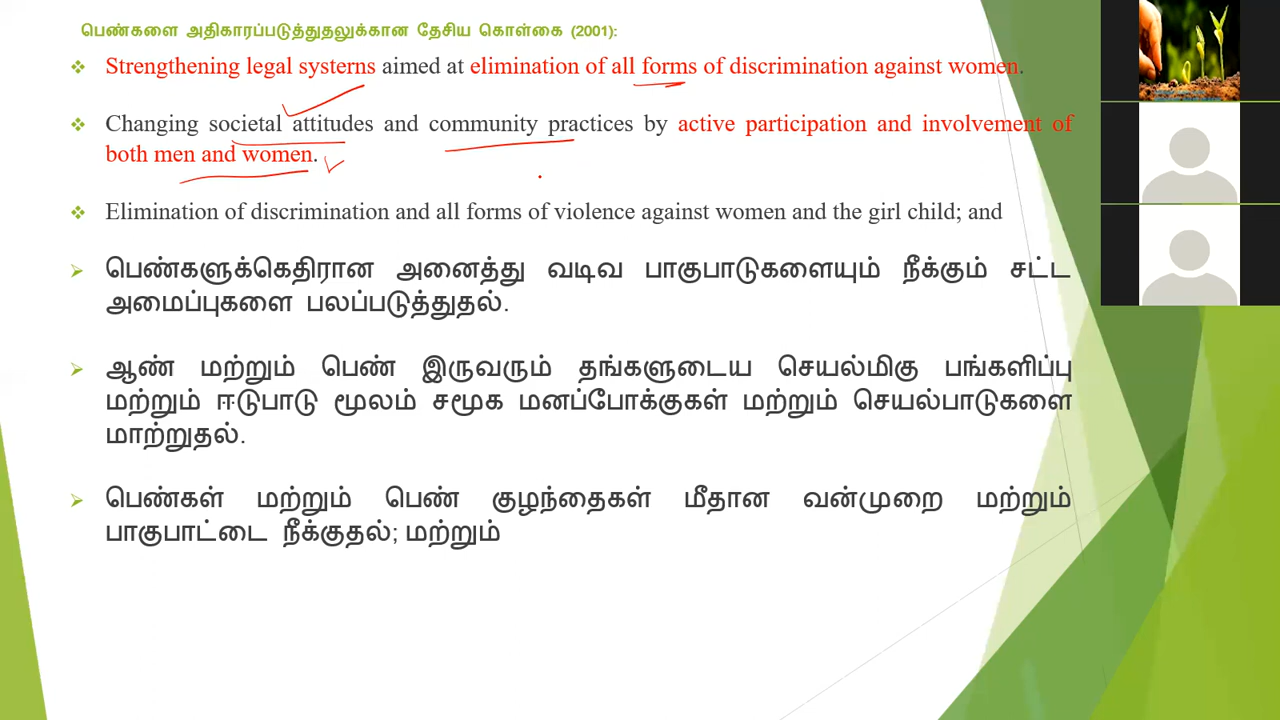 பெண்களை அதிகாரப்படுத்துதலுக்கான தேசிய கொள்கை (2001):
Strengthening legal systerns aimed at elimination of all forms of discrimination against women.
Changing societal attitudes and community practices by active participation and involvement of
both men and women.
Elimination of discrimination and all forms of violence against women and the girl child; and
பெண்களுக்கெதிரான அனைத்து வடிவ பாகுபாடுகளையும் நீக்கும் சட்ட
அமைப்புகளை பலப்படுத்துதல்.
ஆண் மற்றும் பெண் இருவரும் தங்களுடைய செயல்மிகு பங்களிப்பு
மற்றும் ஈடுபாடு மூலம் சமூக மனப்போக்குகள் மற்றும் செயல்பாடுகளை
மாற்றுதல்.
பெண்கள் மற்றும் பெண் குழந்தைகள் மீதான வன்முறை மற்றும்
பாகுபாட்டை நீக்குதல்; மற்றும்